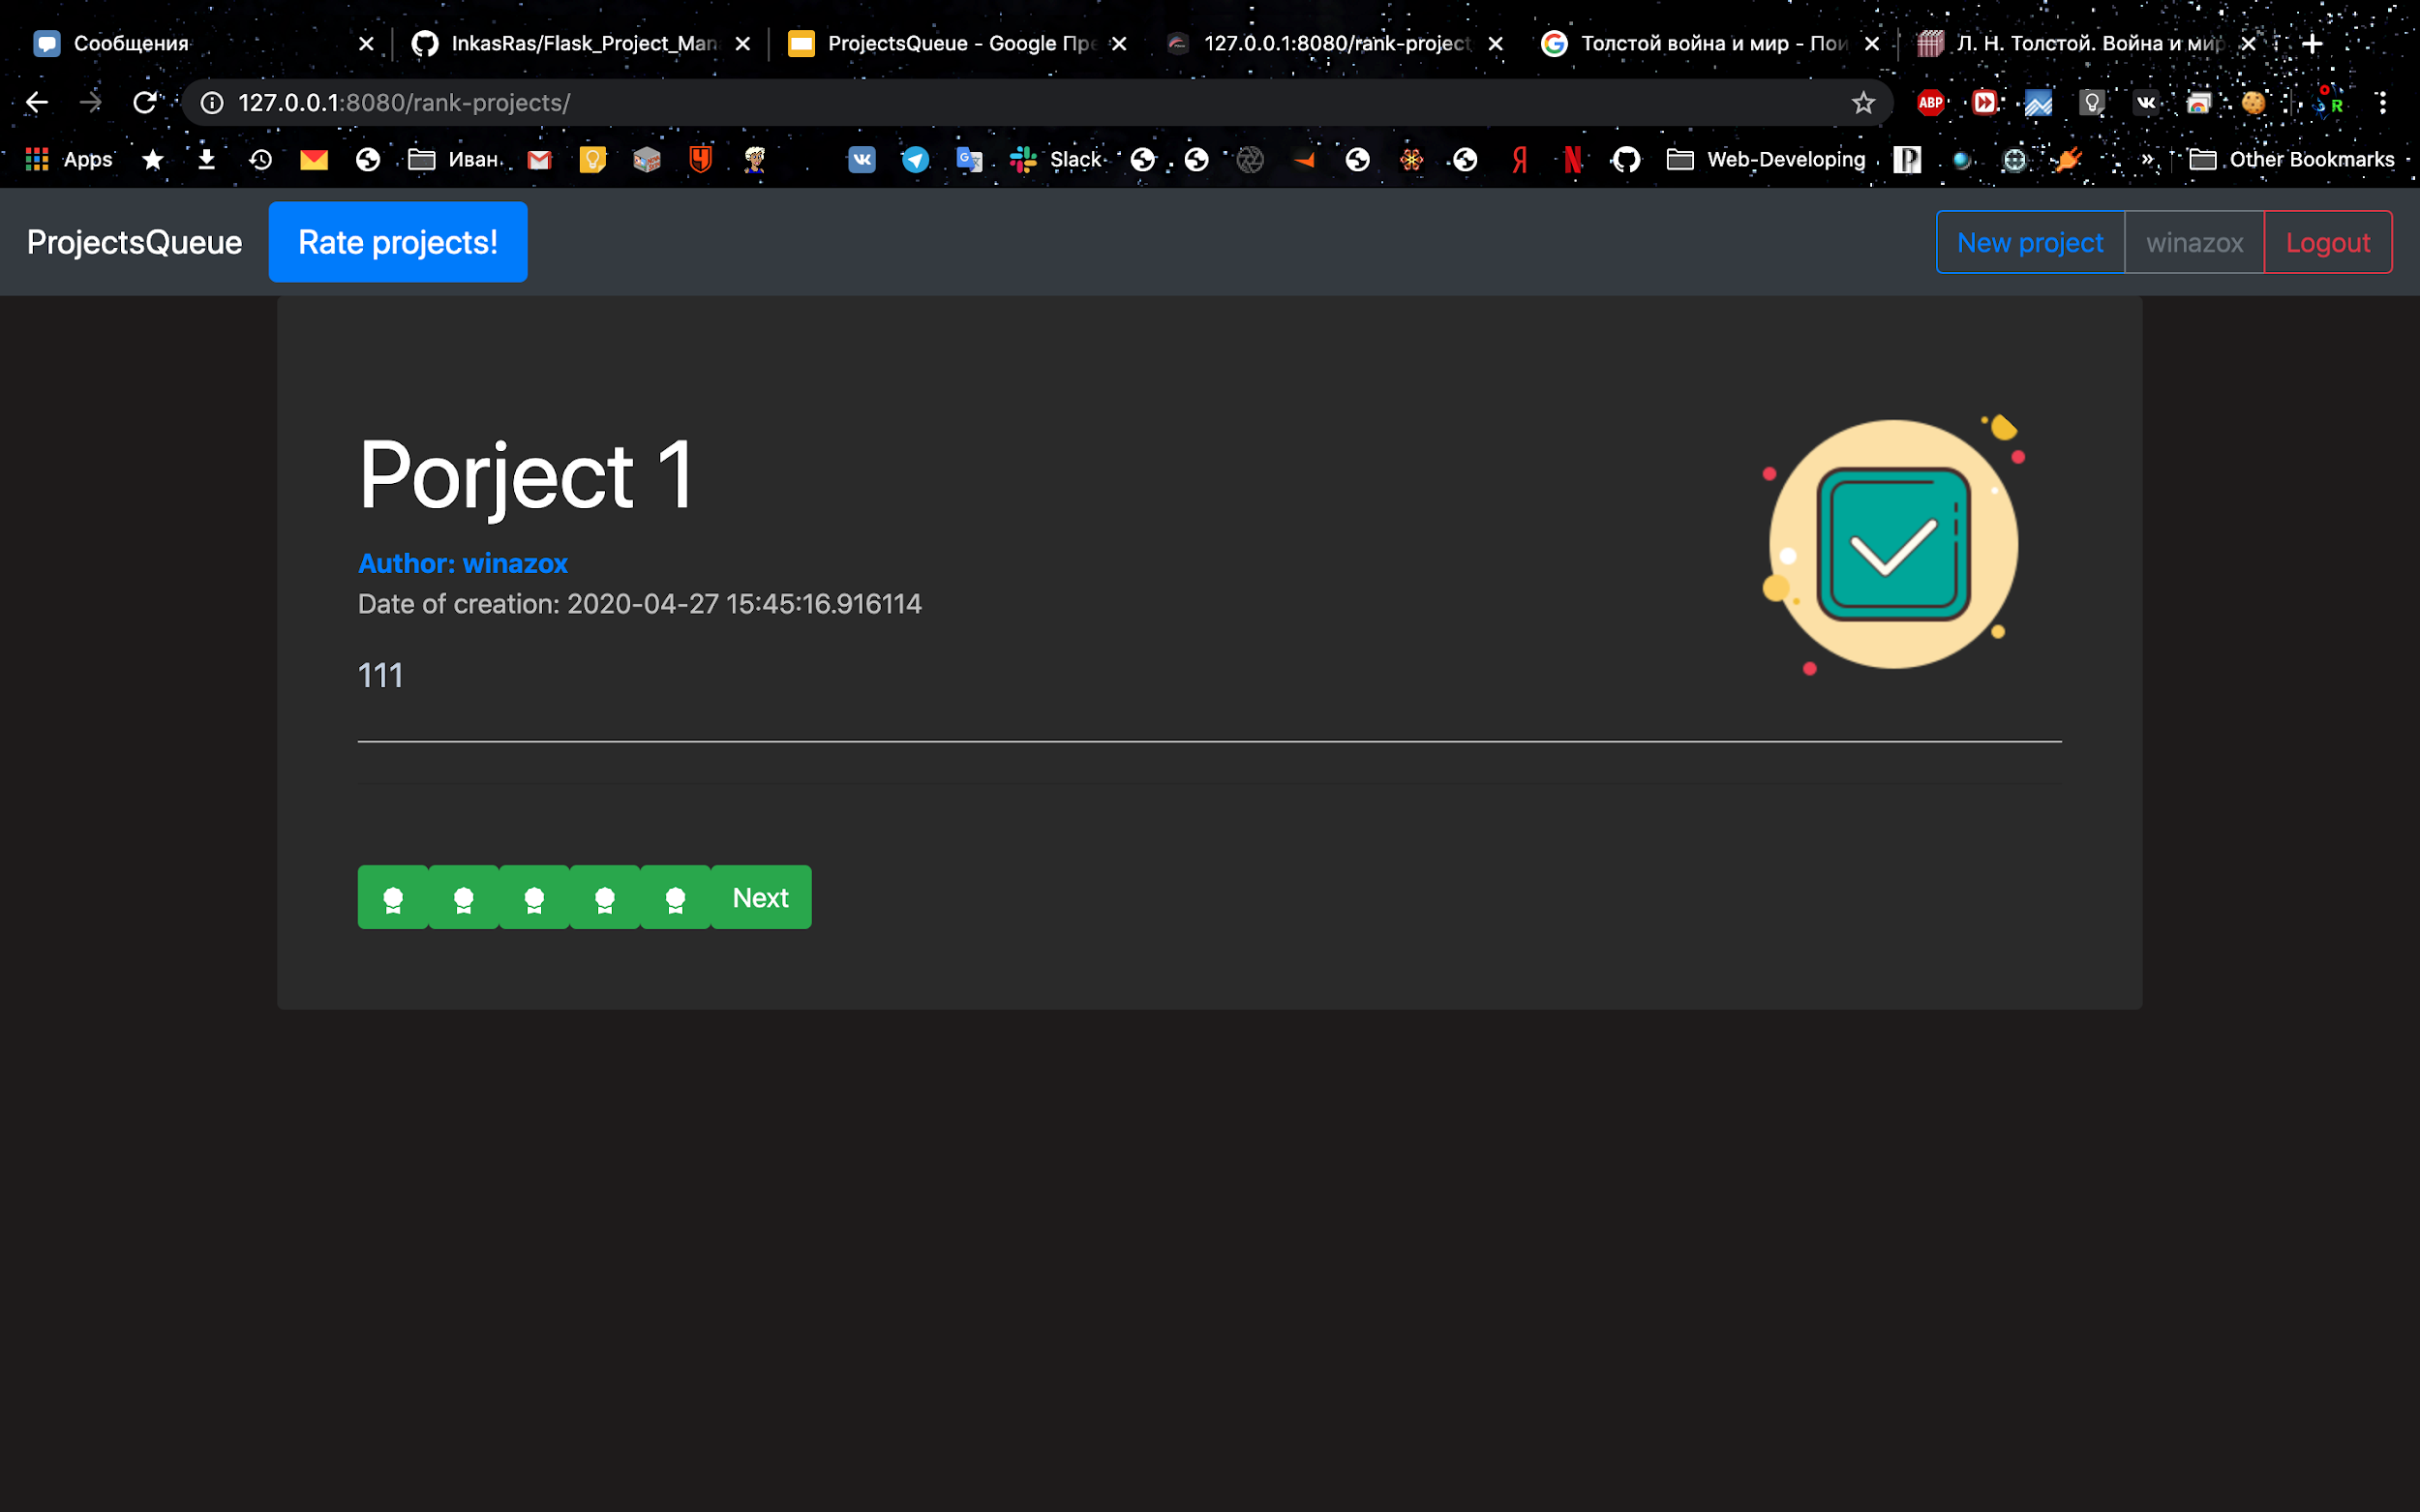 Сообщения
InkasRas/Flask_Project_Man
ProjectsQueue - Google Пре
127.0.0.1:8080/rank-project
Толстой война и мир - Пои
Л. Н. Толстой. Война и мир
127.0.0.1:8080/rank-projects/
ABP
Apps
Иван
Slack
Web-Developing
Other Bookmarks
ProjectsQueue
Rate projects!
New project
winazox
Logout
Porject 1
Author: winazox
Date of creation: 2020-04-27 15:45:16.916114
111
Next